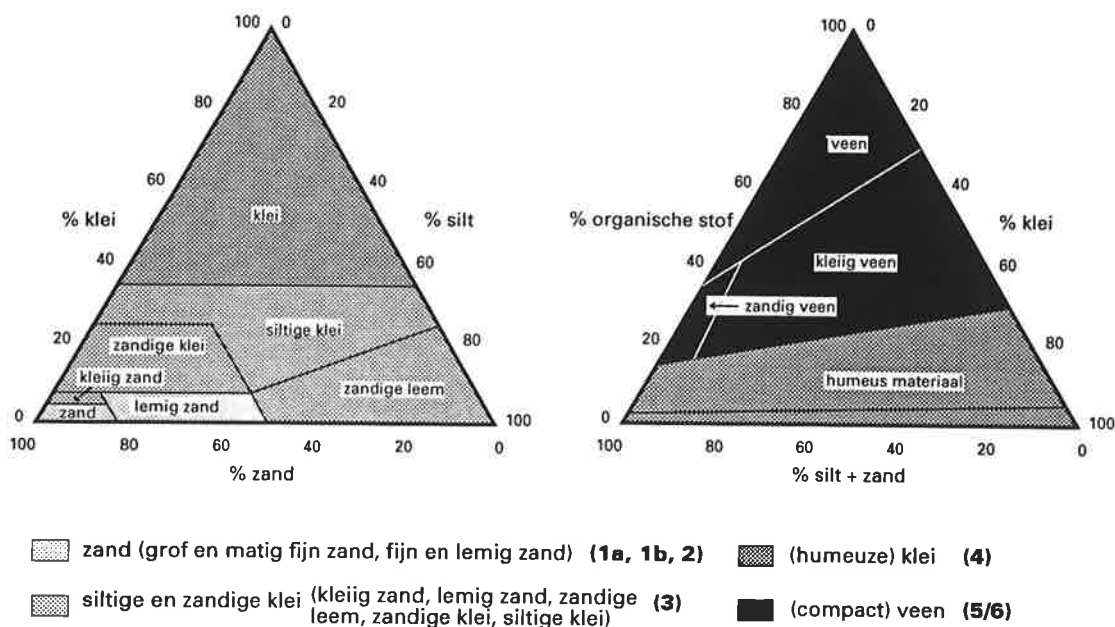 100 0
80 20
60 40
% klei % silt
40 60
20 80
0 100
klei
siltige klei
zandige klei
kleiig zand
zandige leem
zand
lemig zand
100 80 60 40 20 0
% zand
100 0
80 20
60 40
% organische stof % klei
40 60
20 80
0 100
veen
kleiig veen
zandig veen
humeus materiaal
100 80 60 40 20 0
% silt + zand
zand (grof en matig fijn zand, fijn en lemig zand) (1a, 1b, 2)
(humeuze) klei (4)
siltige en zandige klei (kleiig zand, lemig zand, zandige
leem, zandige klei, siltige klei) (3)
(compact) veen (5/6)